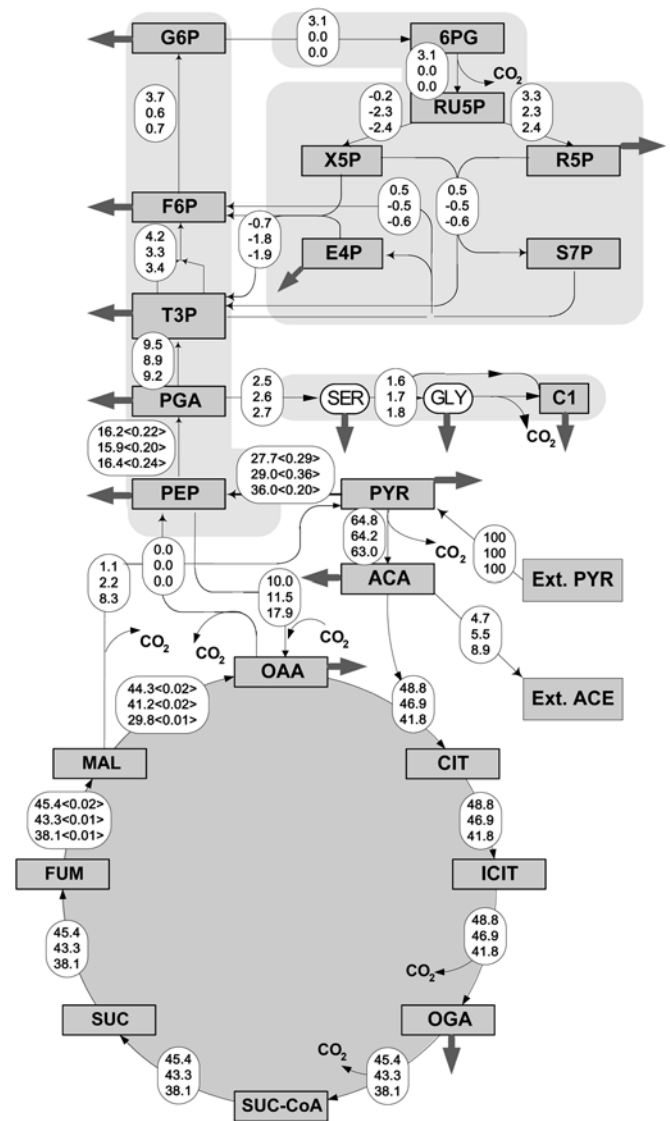 G6P
3.1
0.0
0.0
6PG
3.1
0.0
0.0
CO2
RU5P
3.7
0.6
0.7
-0.2
-2.3
-2.4
3.3
2.3
2.4
X5P
R5P
F6P
0.5
-0.5
-0.6
0.5
-0.5
-0.6
4.2
3.3
3.4
-0.7
-1.8
-1.9
E4P
S7P
T3P
9.5
8.9
9.2
PGA
2.5
2.6
2.7
SER
1.6
1.7
1.8
GLY
C1
CO2
16.2<0.22>
15.9<0.20>
16.4<0.24>
27.7<0.29>
29.0<0.36>
36.0<0.20>
PEP
PYR
64.8
64.2
63.0
CO2
100
100
100
Ext. PYR
1.1
2.2
8.3
0.0
0.0
0.0
10.0
11.5
17.9
ACA
CO2
CO2
CO2
4.7
5.5
8.9
OAA
Ext. ACE
44.3<0.02>
41.2<0.02>
29.8<0.01>
48.8
46.9
41.8
MAL
CIT
45.4<0.02>
43.3<0.01>
38.1<0.01>
48.8
46.9
41.8
FUM
ICIT
45.4
43.3
38.1
48.8
46.9
41.8
CO2
SUC
OGA
CO2
45.4
43.3
38.1
45.4
43.3
38.1
SUC-CoA